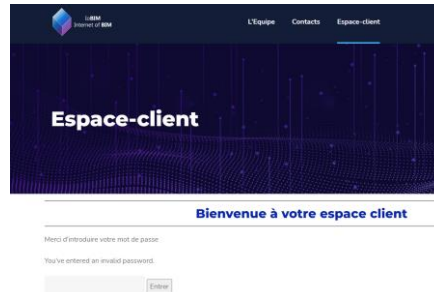 IoBIM
Internet of BIM
L'Equipe Contacts Espace-client
Espace-client
Bienvenue à votre espace client
Merci d'introduire votre mot de passe
You've entered an invalid password.
Entrer